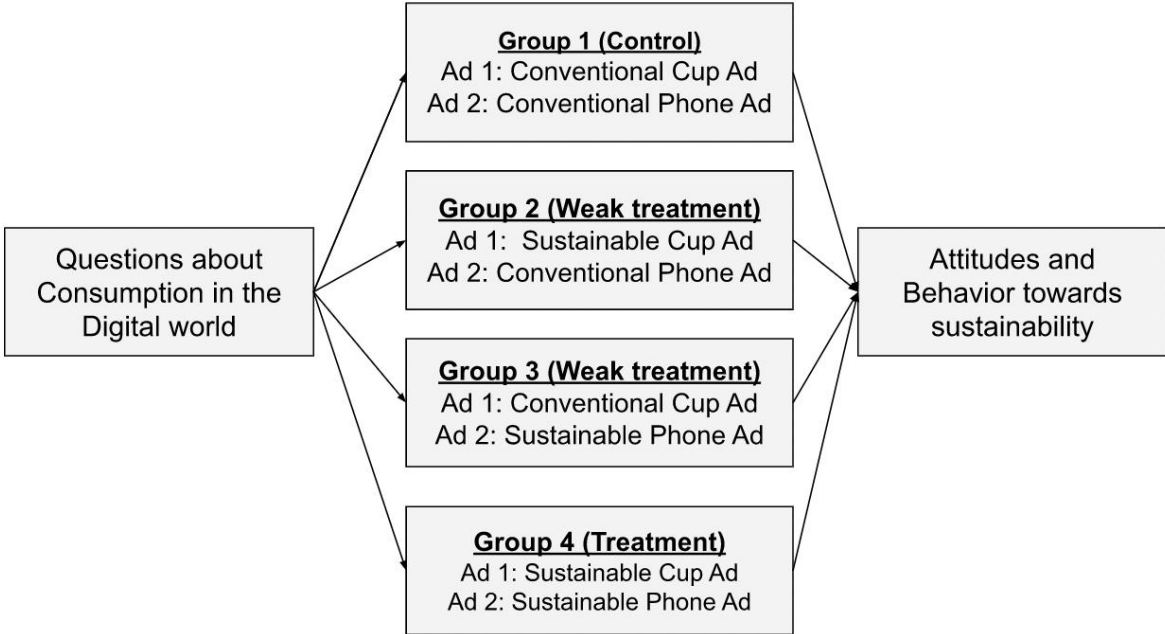 Questions about
Consumption in the
Digital world
Group 1 (Control)
Ad 1: Conventional Cup Ad
Ad 2: Conventional Phone Ad
Group 2 (Weak treatment)
Ad 1: Sustainable Cup Ad
Ad 2: Conventional Phone Ad
Group 3 (Weak treatment)
Ad 1: Conventional Cup Ad
Ad 2: Sustainable Phone Ad
Group 4 (Treatment)
Ad 1: Sustainable Cup Ad
Ad 2: Sustainable Phone Ad
Attitudes and
Behavior towards
sustainability